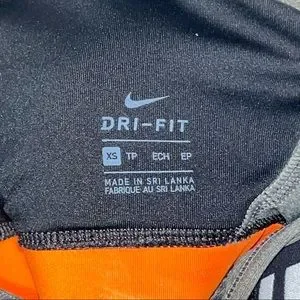 DRI-FIT
XS TP ECH EP
MADE IN SRI LANKA
FABRIQUE AU SRI LANKA